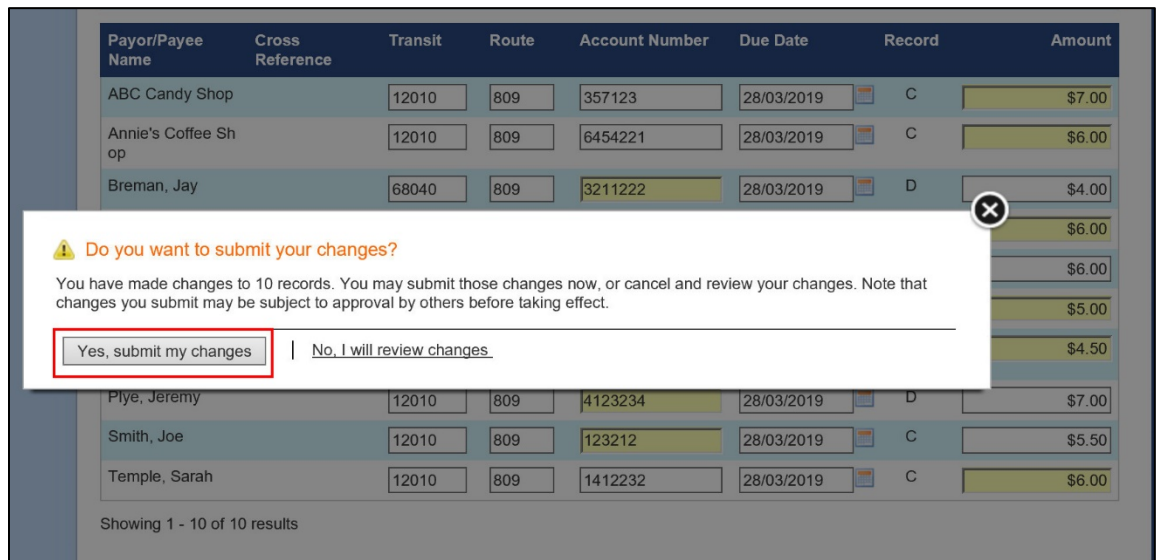 Payor/Payee Name Cross Reference Transit Route Account Number Due Date Record Amount
ABC Candy Shop 12010 809 357123 28/03/2019 C $7.00
Annie's Coffee Sh
op 12010 809 6454221 28/03/2019 C $6.00
Breman, Jay 68040 809 3211222 28/03/2019 D $4.00
$6.00
Do you want to submit your changes?
$6.00
You have made changes to 10 records. You may submit those changes now, or cancel and review your changes. Note that
changes you submit may be subject to approval by others before taking effect.
$5.00
Yes, submit my changes | No, I will review changes
$4.50
Plye, Jeremy 12010 809 4123234 28/03/2019 D $7.00
Smith, Joe 12010 809 123212 28/03/2019 C $5.50
Temple, Sarah 12010 809 1412232 28/03/2019 C $6.00
Showing 1 - 10 of 10 results